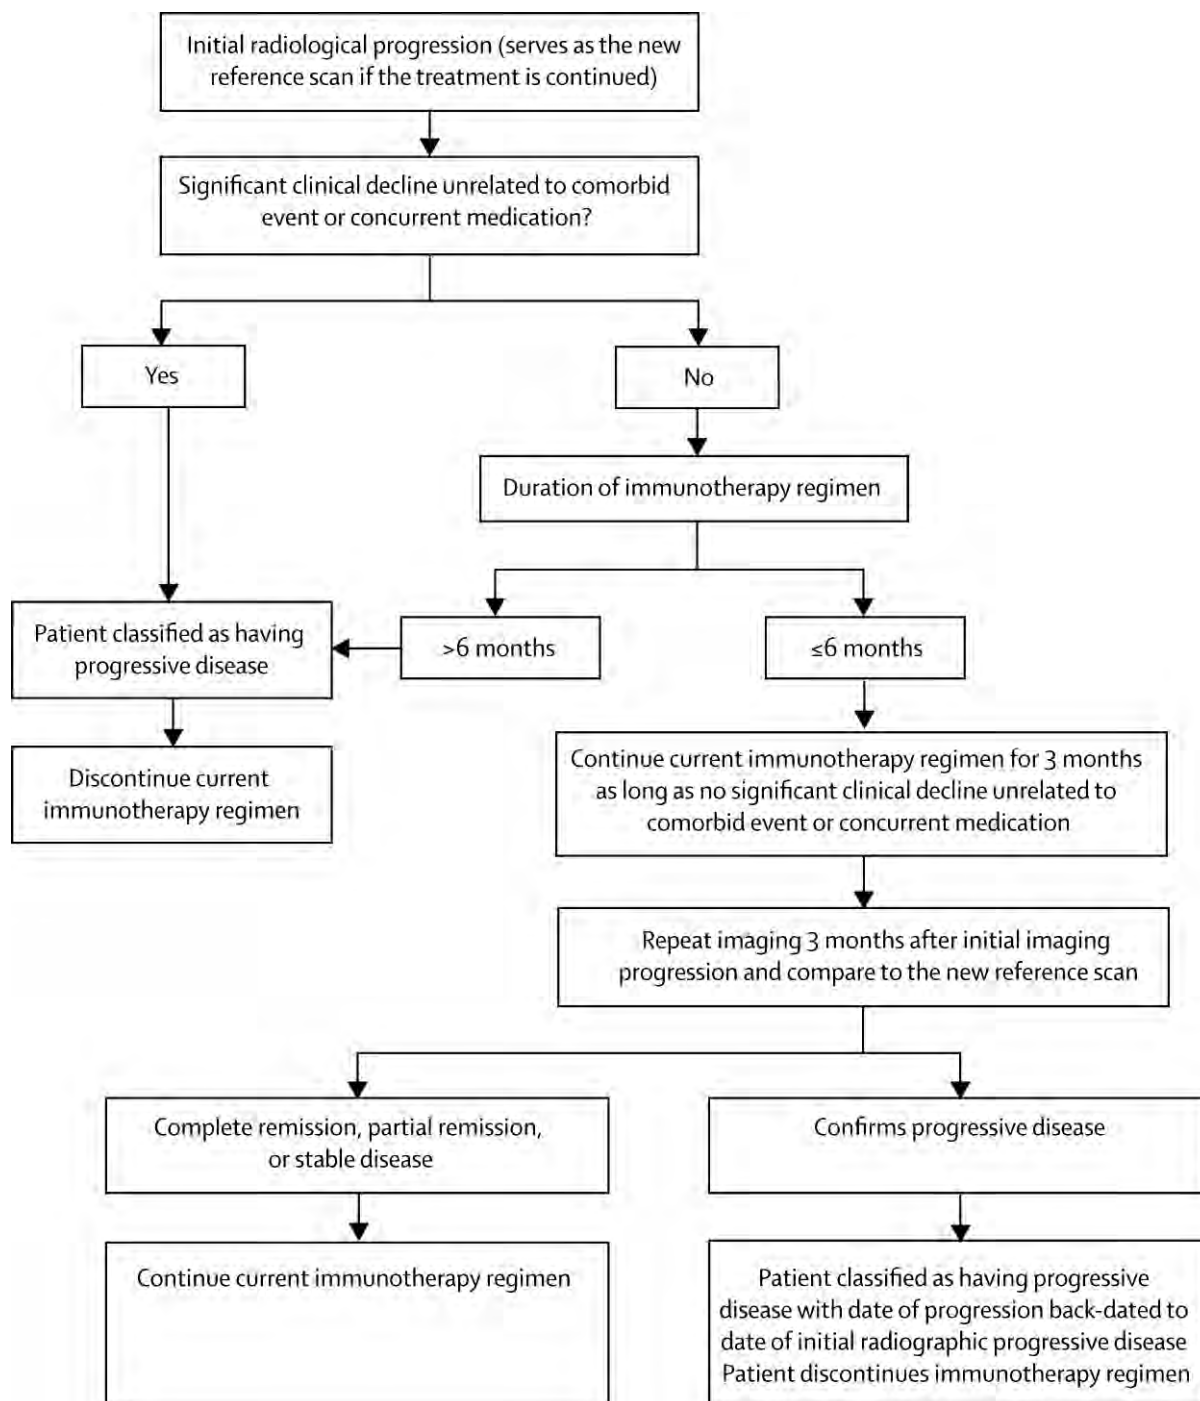 Initial radiological progression (serves as the new
reference scan if the treatment is continued)
Significant clinical decline unrelated to comorbid
event or concurrent medication?
Yes
No
Duration of immunotherapy regimen
Patient classified as having
progressive disease
>6 months
≤6 months
Discontinue current
immunotherapy regimen
Continue current immunotherapy regimen for 3 months
as long as no significant clinical decline unrelated to
comorbid event or concurrent medication
Repeat imaging 3 months after initial imaging
progression and compare to the new reference scan
Complete remission, partial remission,
or stable disease
Confirms progressive disease
Continue current immunotherapy regimen
Patient classified as having progressive
disease with date of progression back-dated to
date of initial radiographic progressive disease
Patient discontinues immunotherapy regimen